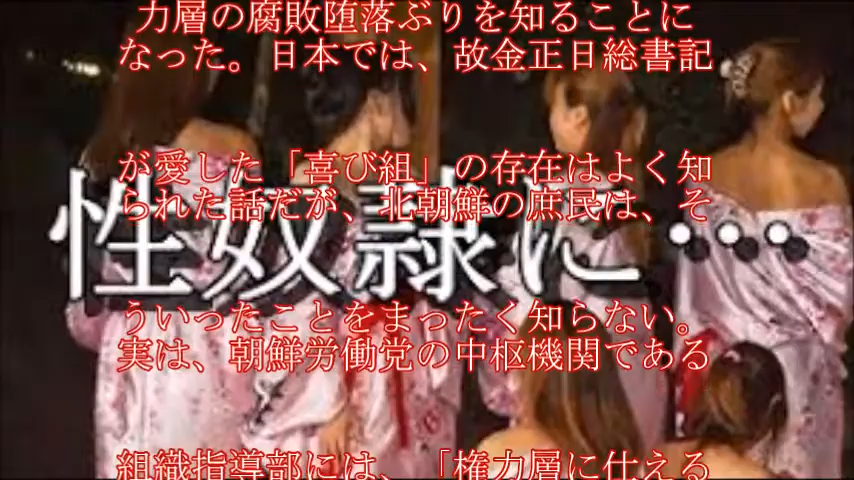 力層の腐敗堕落ぶりを知ることに
なった。日本では、故金正日総書記
が愛した「喜び組」の存在はよく知
られた話だが、北朝鮮の庶民は、そ
性奴隷に…
ういったことをまったく知らない。
実は、朝鮮労働党の中枢機関である
組織指導部には、「権力層に仕える